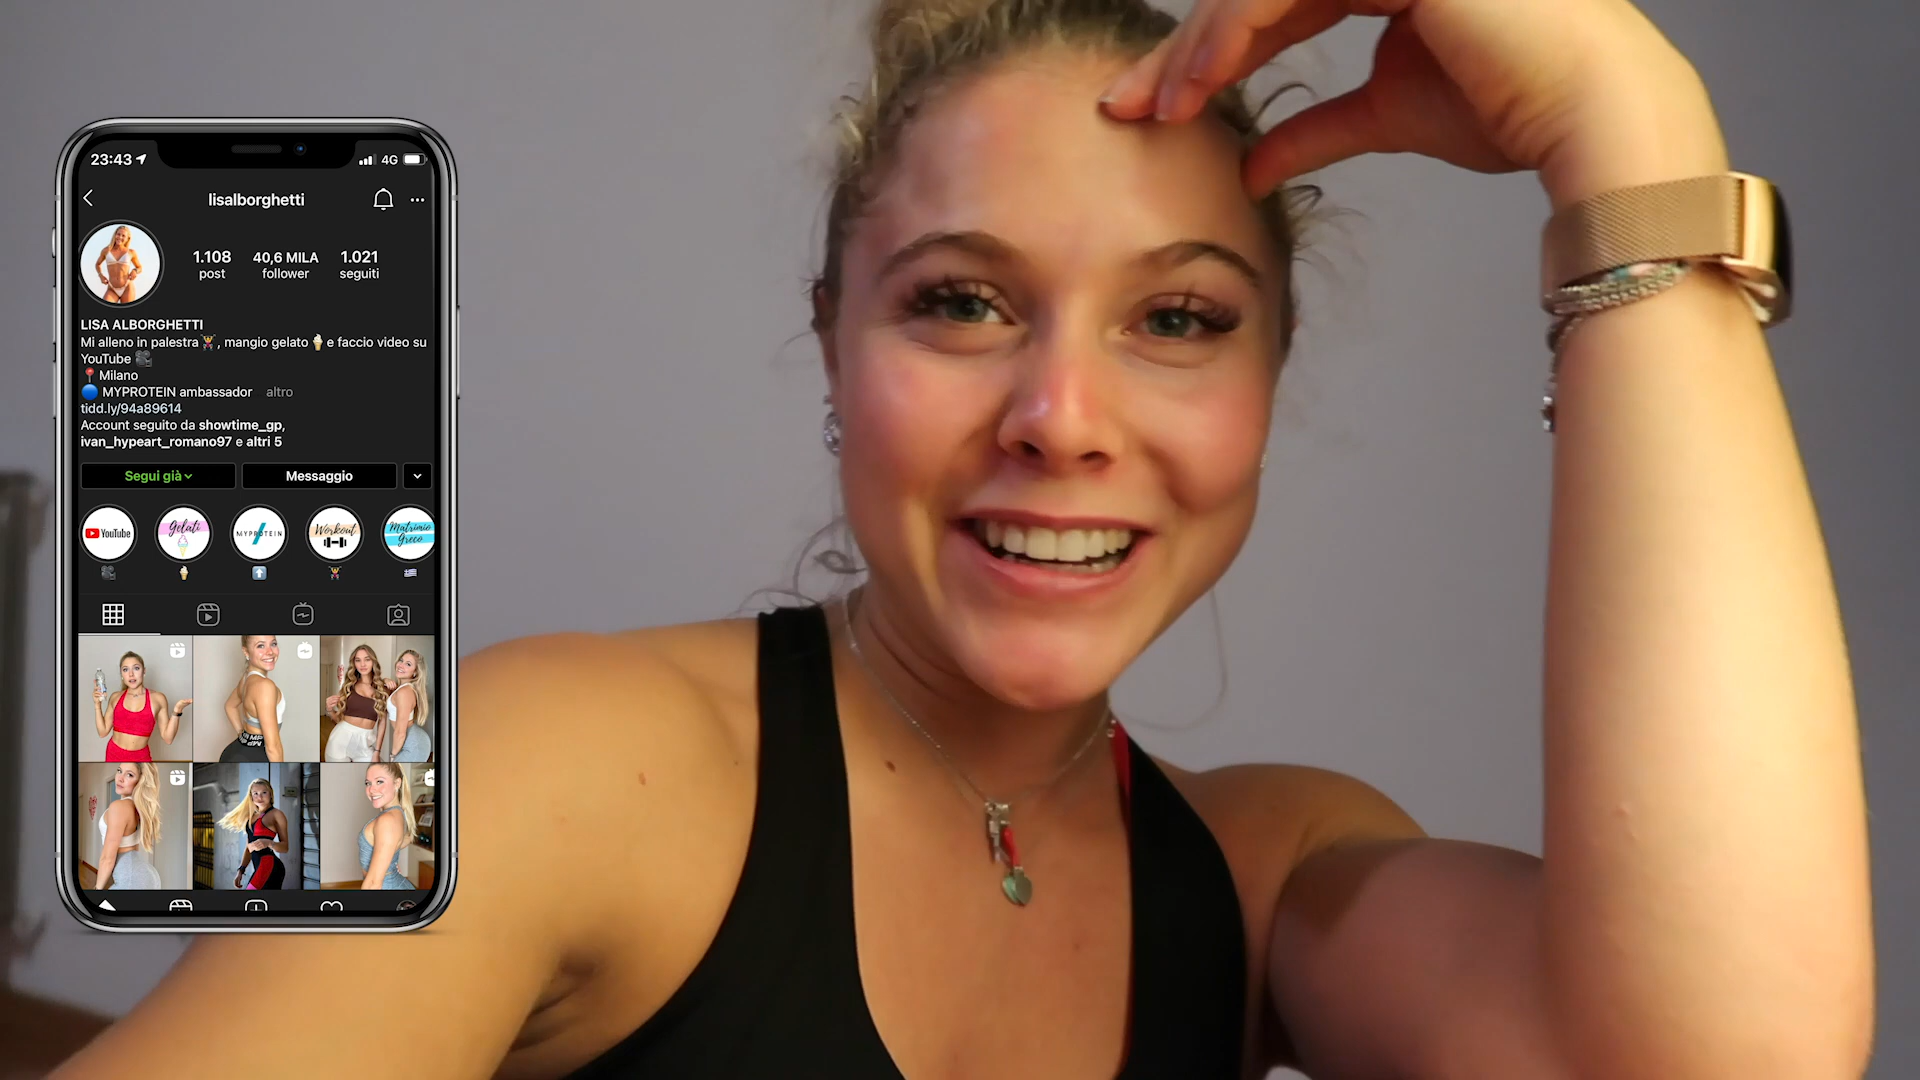 23:43
4G
lisalborghetti
1.108 40,6 MILA 1.021
post follower seguiti
LISA ALBORGHETTI
Mi alleno in palestra🏋️‍♀️, mangio gelato🍦e faccio video su
YouTube 🎥
📍 Milano
🔵 MYPROTEIN ambassador altro
tidd.ly/94a89614
Account seguito da showtime_gp,
ivan_hypeart_romano97 e altri 5
Segui già Messaggio
YouTube Gelati MYPROTEIN Workout Matrimio
Greco